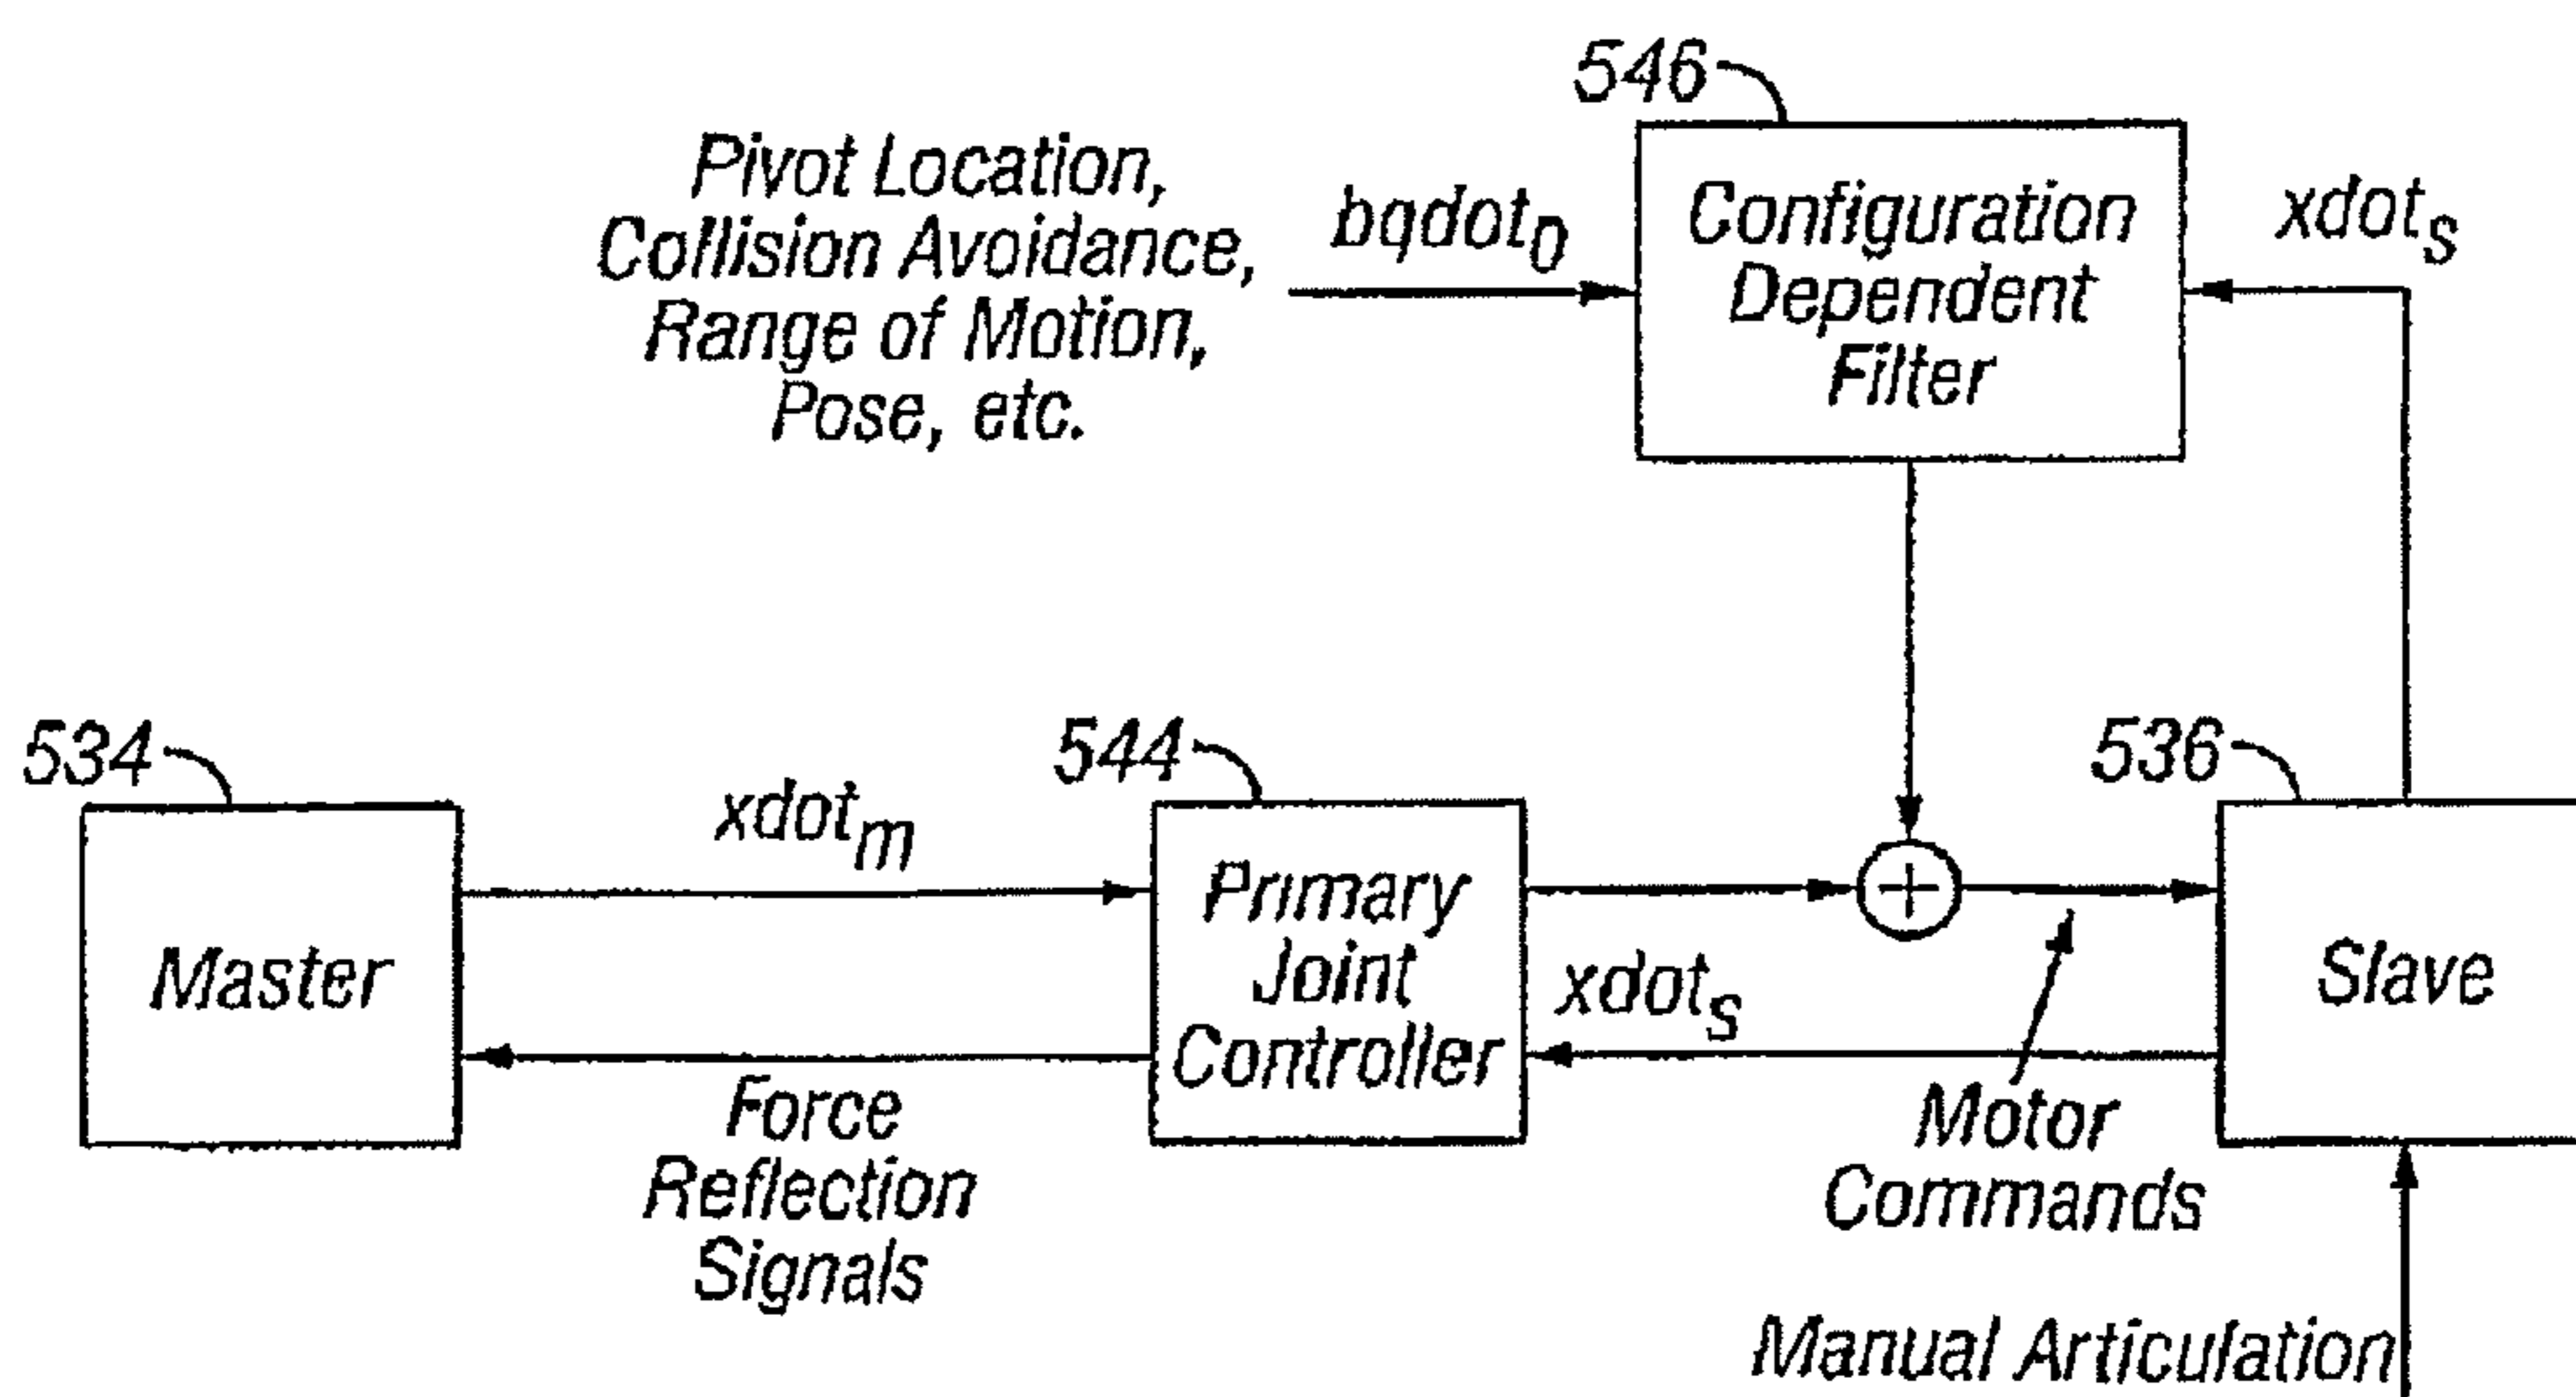 546
Pivot Location,
Collision Avoidance,
Range of Motion,
Pose, etc.
bqdot0
Configuration
Dependent
Filter
xdots
534
544
536
Master
xdotm
Force
Reflection
Signals
Primary
Joint
Controller
+
xdots
Motor
Commands
Slave
Manual Articulation